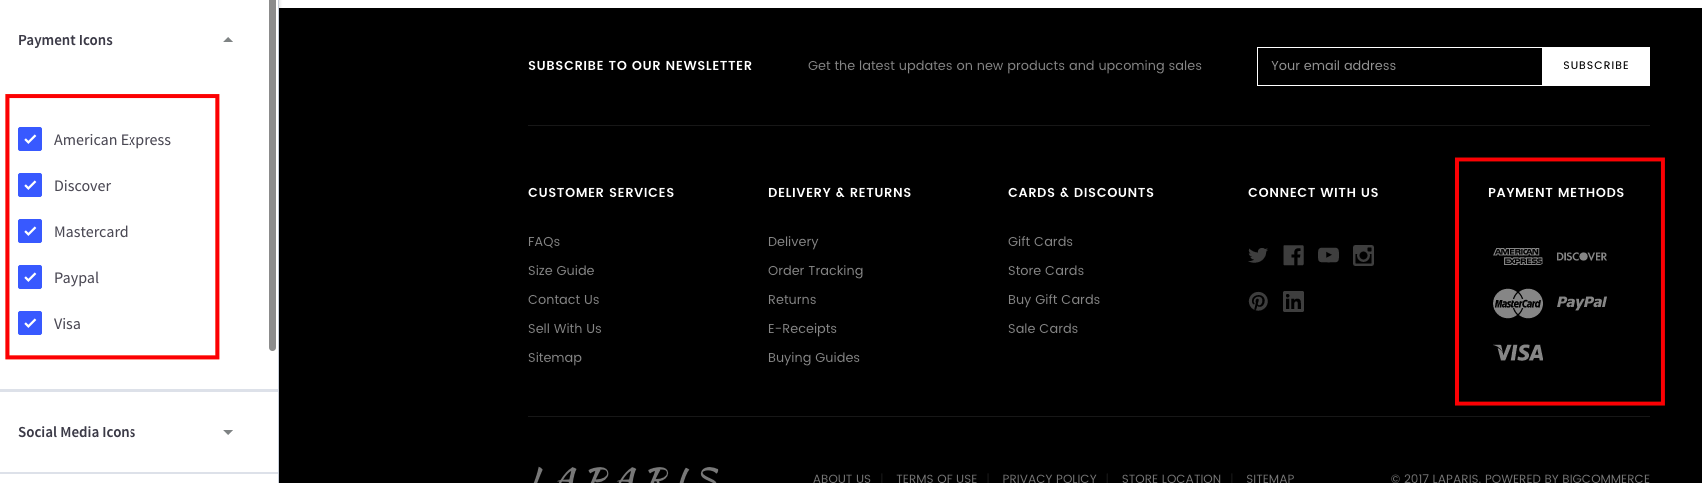 Payment Icons
American Express
Discover
Mastercard
Paypal
Visa
Social Media Icons
SUBSCRIBE TO OUR NEWSLETTER
Get the latest updates on new products and upcoming sales
Your email address
SUBSCRIBE
CUSTOMER SERVICES
FAQs
Size Guide
Contact Us
Sell With Us
Sitemap
DELIVERY & RETURNS
Delivery
Order Tracking
Returns
E-Receipts
Buying Guides
CARDS & DISCOUNTS
Gift Cards
Store Cards
Buy Gift Cards
Sale Cards
CONNECT WITH US
PAYMENT METHODS
AMERICAN
EXPRESS
DISCOVER
MasterCard
PayPal
VISA
LAPARIS
ABOUT US
TERMS OF USE
PRIVACY POLICY
STORE LOCATION
SITEMAP
© 2017 LAPARIS. POWERED BY BIGCOMMERCE